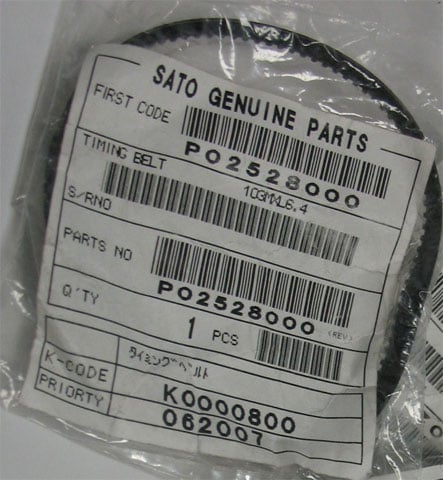 SATO GENUINE PARTS
FIRST CODE
P02528000
TIMING BELT
100MXL6.4
S/RNO
PARTS NO
P02528000
(REV)
Q'TY 1 PCS
タイミングベルト
K-CODE K0000800
PRIORTY 062007